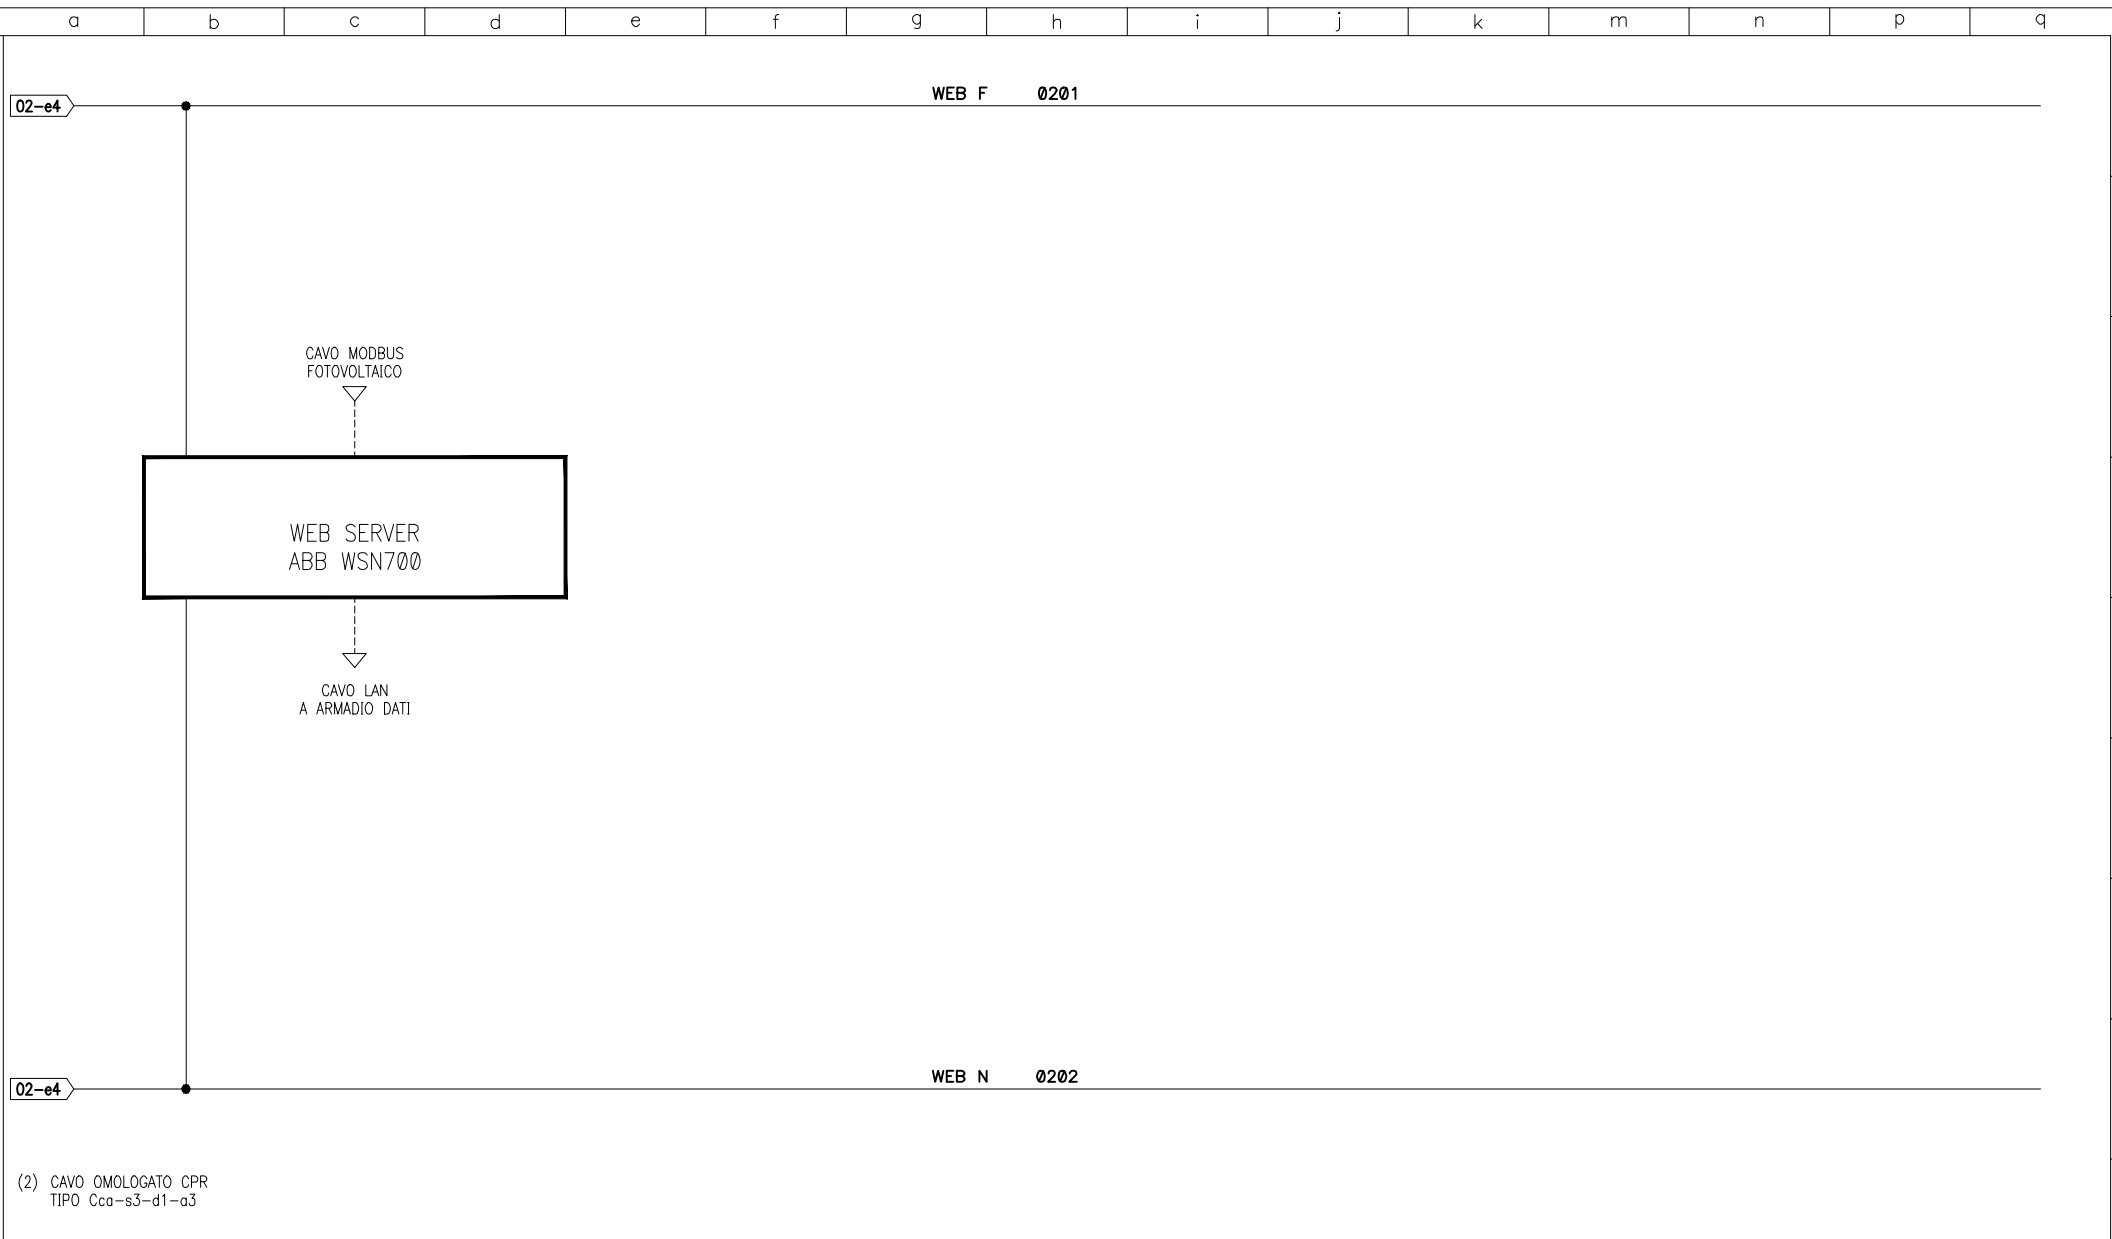 a b c d e f g h i j k m n p q
WEB F 0201
02-e4
CAVO MODBUS
FOTOVOLTAICO
WEB SERVER
ABB WSN700
CAVO LAN
A ARMADIO DATI
WEB N 0202
02-e4
(2) CAVO OMOLOGATO CPR
TIPO Cca-s3-d1-a3